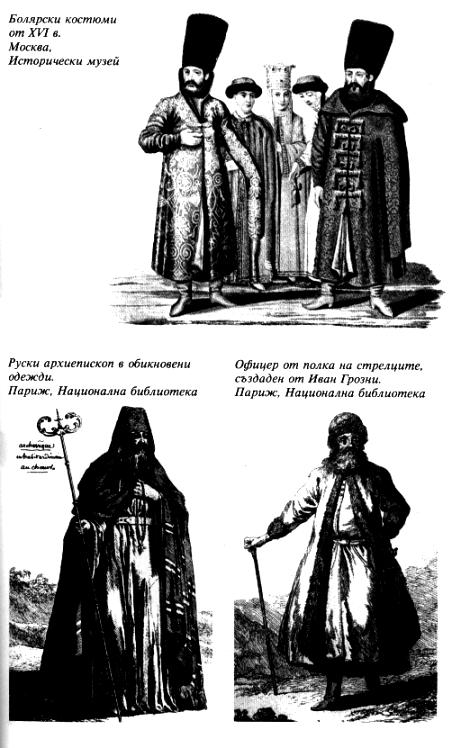 Болярски костюми
от XVI в.
Москва,
Исторически музей
Руски архиепископ в обикновени
одежди.
Париж, Национална библиотека
Офицер от полка на стрелците,
създаден от Иван Грозни.
Париж, Национална библиотека